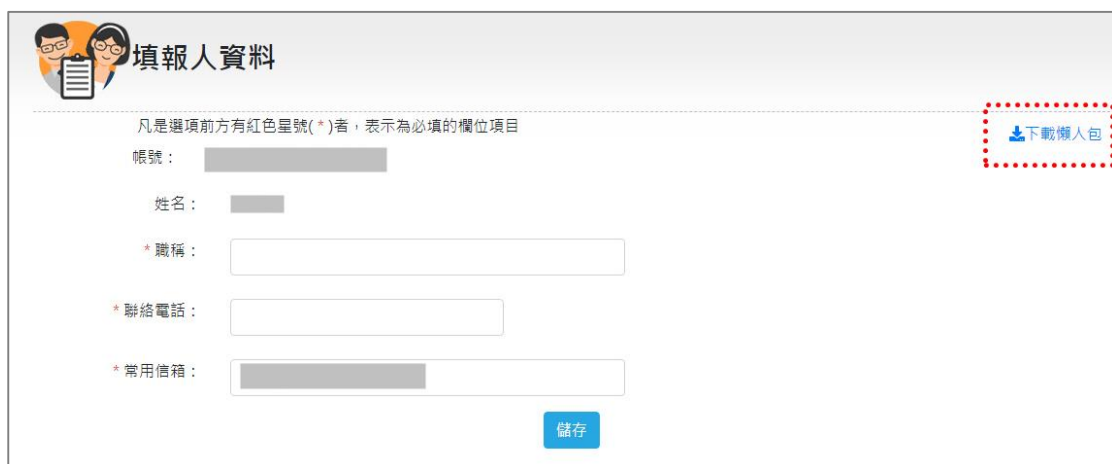 填報人資料
凡是選項前方有紅色星號(*)者，表示為必填的欄位項目
下載懶人包
帳號：
姓名：
*職稱：
*聯絡電話：
*常用信箱：
儲存